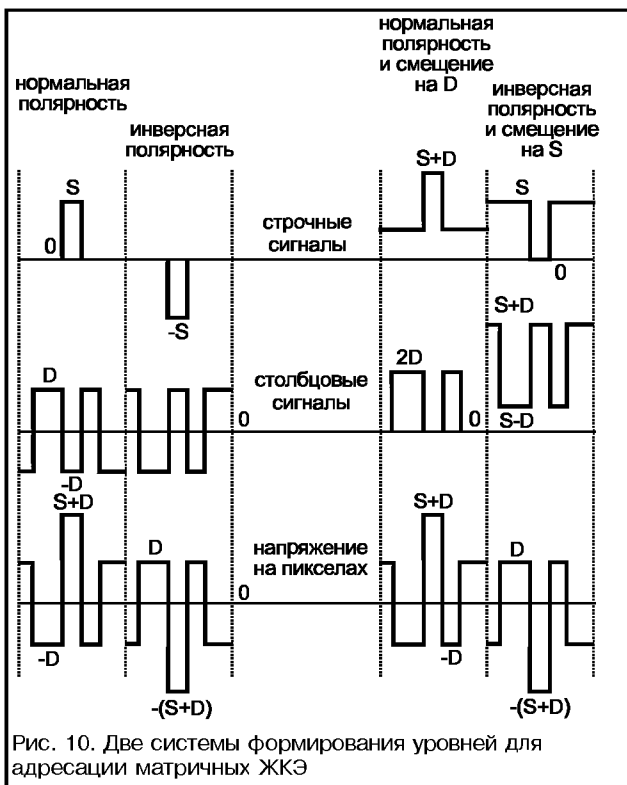 нормальная
полярность
инверсная
полярность
нормальная
полярность
и смещение
на D
инверсная
полярность
и смещение
на S
S
0
-S
строчные
сигналы
S+D
S
0
D
-D
столбцовые
сигналы
0
2D
0
S+D
S-D
S+D
-D
D
-(S+D)
напряжение
на пикселах
0
S+D
-D
D
-(S+D)
Рис. 10. Две системы формирования уровней для
адресации матричных ЖКЭ